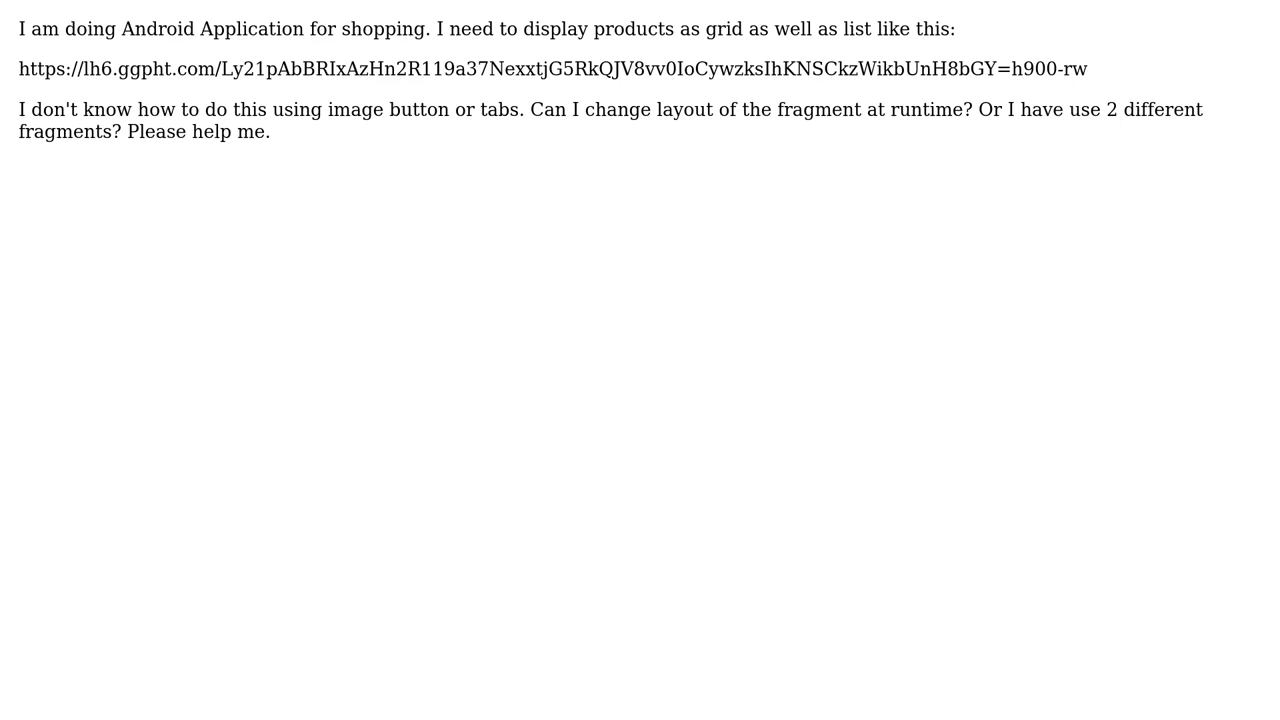 I am doing Android Application for shopping. I need to display products as grid as well as list like this:
https://lh6.ggpht.com/Ly21pAbBRIxAzHn2R119a37NexxtjG5RkQJV8vv0IoCywzksIhKNSCkzWikbUnH8bGY=h900-rw
I don't know how to do this using image button or tabs. Can I change layout of the fragment at runtime? Or I have use 2 different
fragments? Please help me.